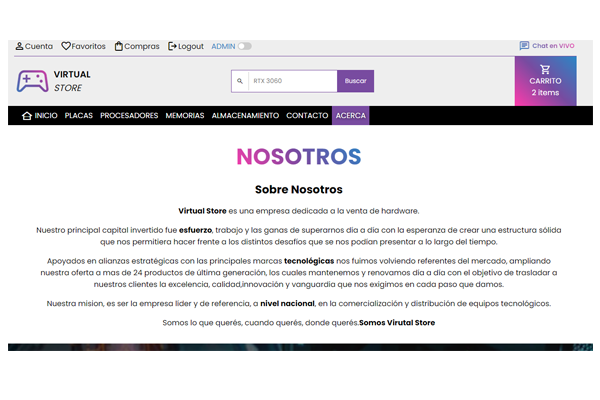 Cuenta Favoritos Compras Logout ADMIN Chat en VIVO
VIRTUAL
STORE
RTX 3060 Buscar
CARRITO
2 items
INICIO PLACAS PROCESADORES MEMORIAS ALMACENAMIENTO CONTACTO ACERCA
NOSOTROS
Sobre Nosotros
Virtual Store es una empresa dedicada a la venta de hardware.
Nuestro principal capital invertido fue esfuerzo, trabajo y las ganas de superarnos dia a dia con la esperanza de crear una estructura sólida
que nos permitiera hacer frente a los distintos desafios que se nos podian presentar a lo largo del tiempo.
Apoyados en alianzas estratégicas con las principales marcas tecnológicas nos fuimos volviendo referentes del mercado, ampliando
nuestra oferta a mas de 24 productos de última generación, los cuales mantenemos y renovamos dia a dia con el objetivo de trasladar a
nuestros clientes la excelencia, calidad,innovación y vanguardia que nos exigimos en cada paso que damos.
Nuestra mision, es ser la empresa lider y de referencia, a nivel nacional, en la comercialización y distribución de equipos tecnológicos.
Somos lo que querés, cuando querés, donde querés.Somos Virutal Store